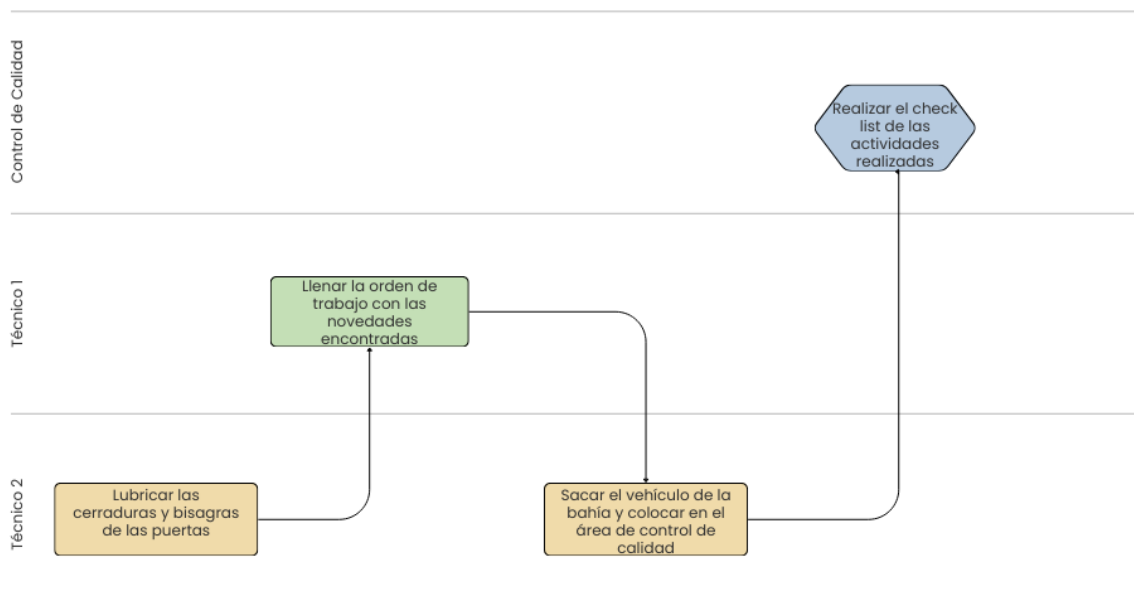 Control de Calidad
Realizar el check
list de las
actividades
realizadas
Técnico 1
Llenar la orden de
trabajo con las
novedades
encontradas
Técnico 2
Lubricar las
cerraduras y bisagras
de las puertas
Sacar el vehículo de la
bahía y colocar en el
área de control de
calidad